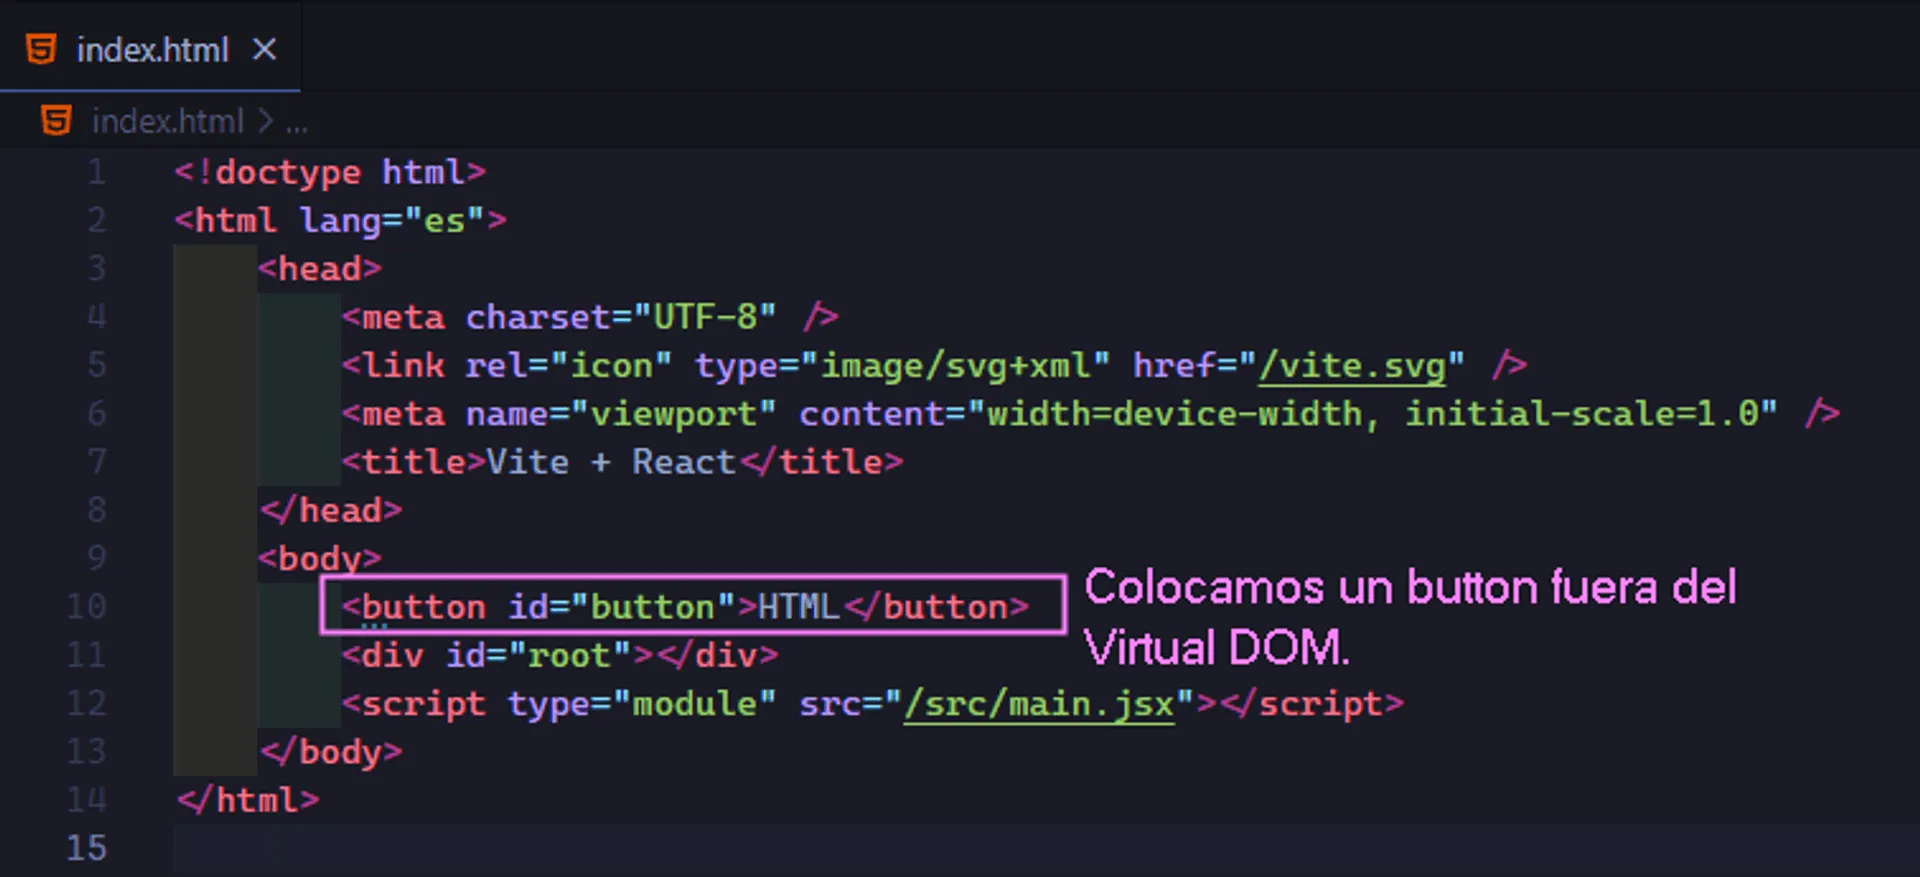 index.html ×
index.html > ...
1 <!doctype html>
2 <html lang="es">
3 <head>
4 <meta charset="UTF-8" />
5 <link rel="icon" type="image/svg+xml" href="/vite.svg" />
6 <meta name="viewport" content="width=device-width, initial-scale=1.0" />
7 <title>Vite + React</title>
8 </head>
9 <body>
10 <button id="button">HTML</button>
Colocamos un button fuera del
Virtual DOM.
11 <div id="root"></div>
12 <script type="module" src="/src/main.jsx"></script>
13 </body>
14 </html>
15